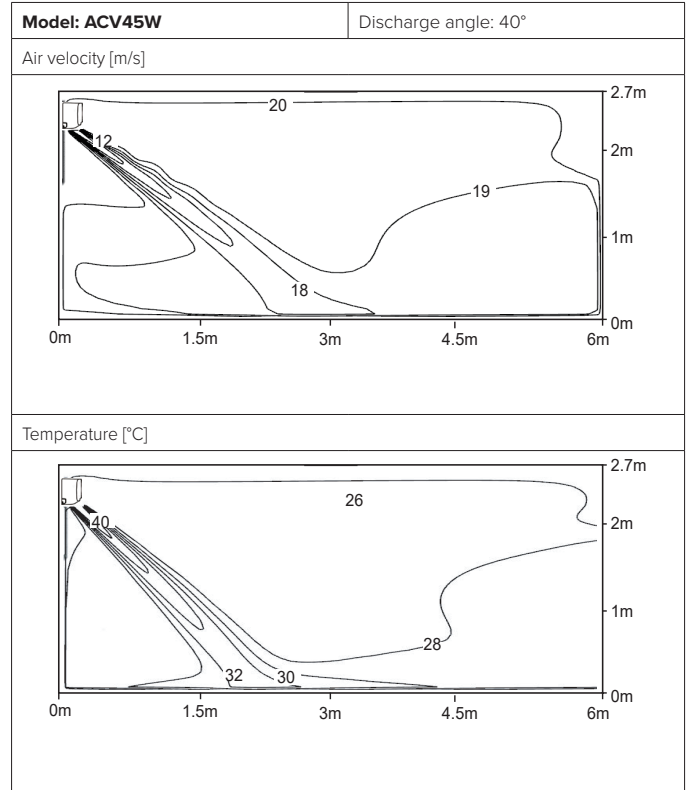 Model: ACV45W Discharge angle: 40°
Air velocity [m/s]
20
2.7m
12
2m
19
1m
18
0m
0m 1.5m 3m 4.5m 6m
Temperature [°C]
2.7m
26
40
2m
1m
28
32 30
0m
0m 1.5m 3m 4.5m 6m